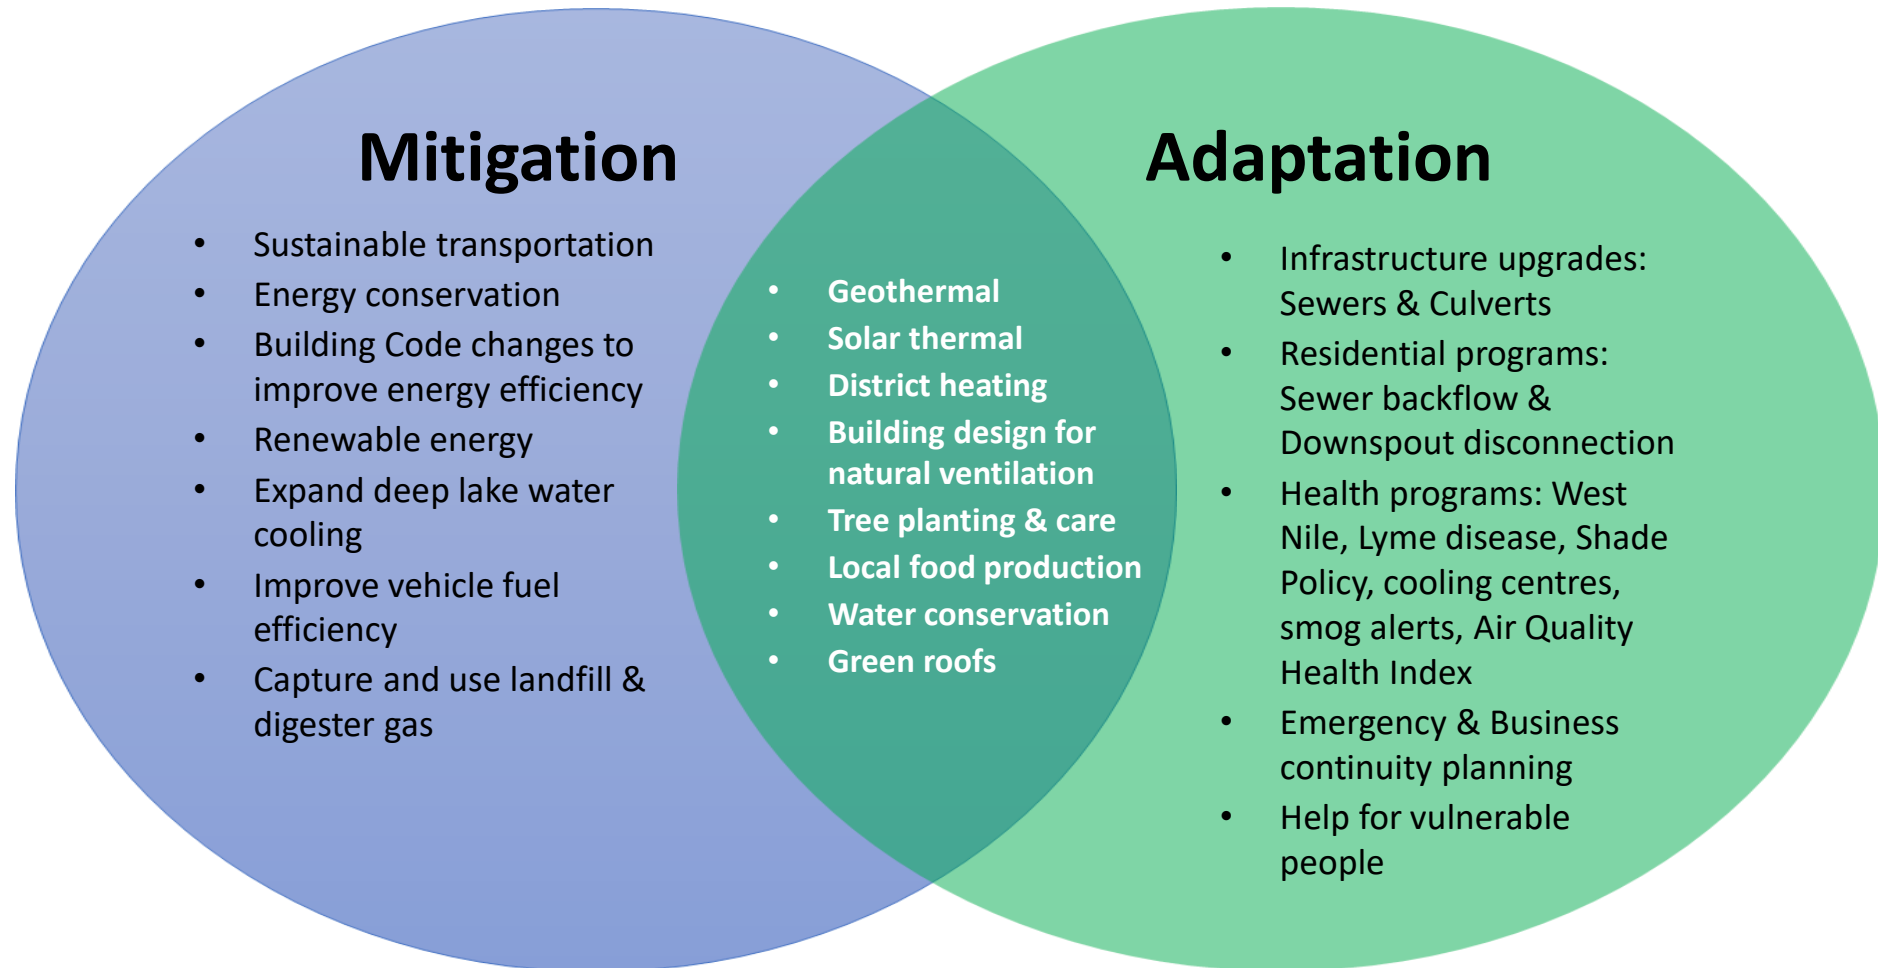 Mitigation
• Sustainable transportation
• Energy conservation
• Building Code changes to
improve energy efficiency
• Renewable energy
• Expand deep lake water
cooling
• Improve vehicle fuel
efficiency
• Capture and use landfill &
digester gas
• Geothermal
• Solar thermal
• District heating
• Building design for
natural ventilation
• Tree planting & care
• Local food production
• Water conservation
• Green roofs
Adaptation
• Infrastructure upgrades:
Sewers & Culverts
• Residential programs:
Sewer backflow &
Downspout disconnection
• Health programs: West
Nile, Lyme disease, Shade
Policy, cooling centres,
smog alerts, Air Quality
Health Index
• Emergency & Business
continuity planning
• Help for vulnerable
people